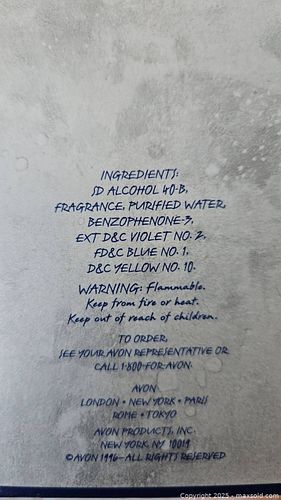 INGREDIENTS:
SD ALCOHOL 40-B,
FRAGRANCE, PURIFIED WATER,
BENZOPHENONE-3,
EXT D&C VIOLET NO. 2,
FD&C BLUE NO. 1,
D&C YELLOW NO. 10.
WARNING: Flammable.
Keep from fire or heat.
Keep out of reach of children.
TO ORDER,
SEE YOUR AVON REPRESENTATIVE OR
CALL 1-800-FOR-AVON
AVON
LONDON • NEW YORK • PARIS
ROME • TOKYO
AVON PRODUCTS, INC.
NEW YORK, NY 10019
©AVON 1996-ALL RIGHTS RESERVED
Copyright 2025 - maxsold.com